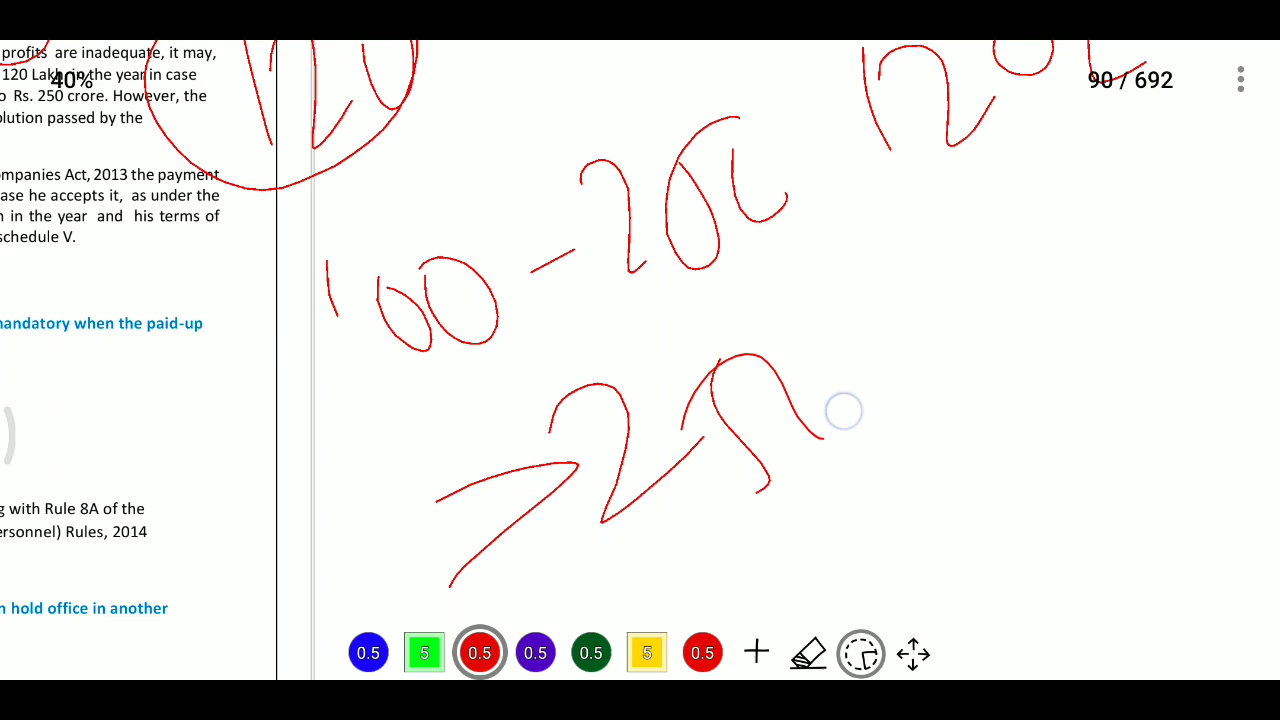 profits are inadequate, it may,
120 Lakh in the year in case
40%
90 / 692
o Rs. 250 crore. However, the
olution passed by the
120
ompanies Act, 2013 the payment
ase he accepts it, as under the
n in the year and his terms of
schedule V.
100 - 250
nandatory when the paid-up
> 250
g with Rule 8A of the
ersonnel) Rules, 2014
n hold office in another
0.5 5 0.5 0.5 0.5 5 0.5